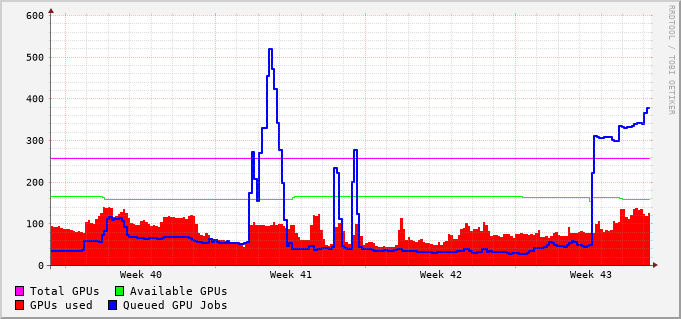 600
500
400
300
200
100
0
Week 40 Week 41 Week 42 Week 43
Total GPUs Available GPUs
GPUs used Queued GPU Jobs
RRDTOOL / TOBI OETIKER